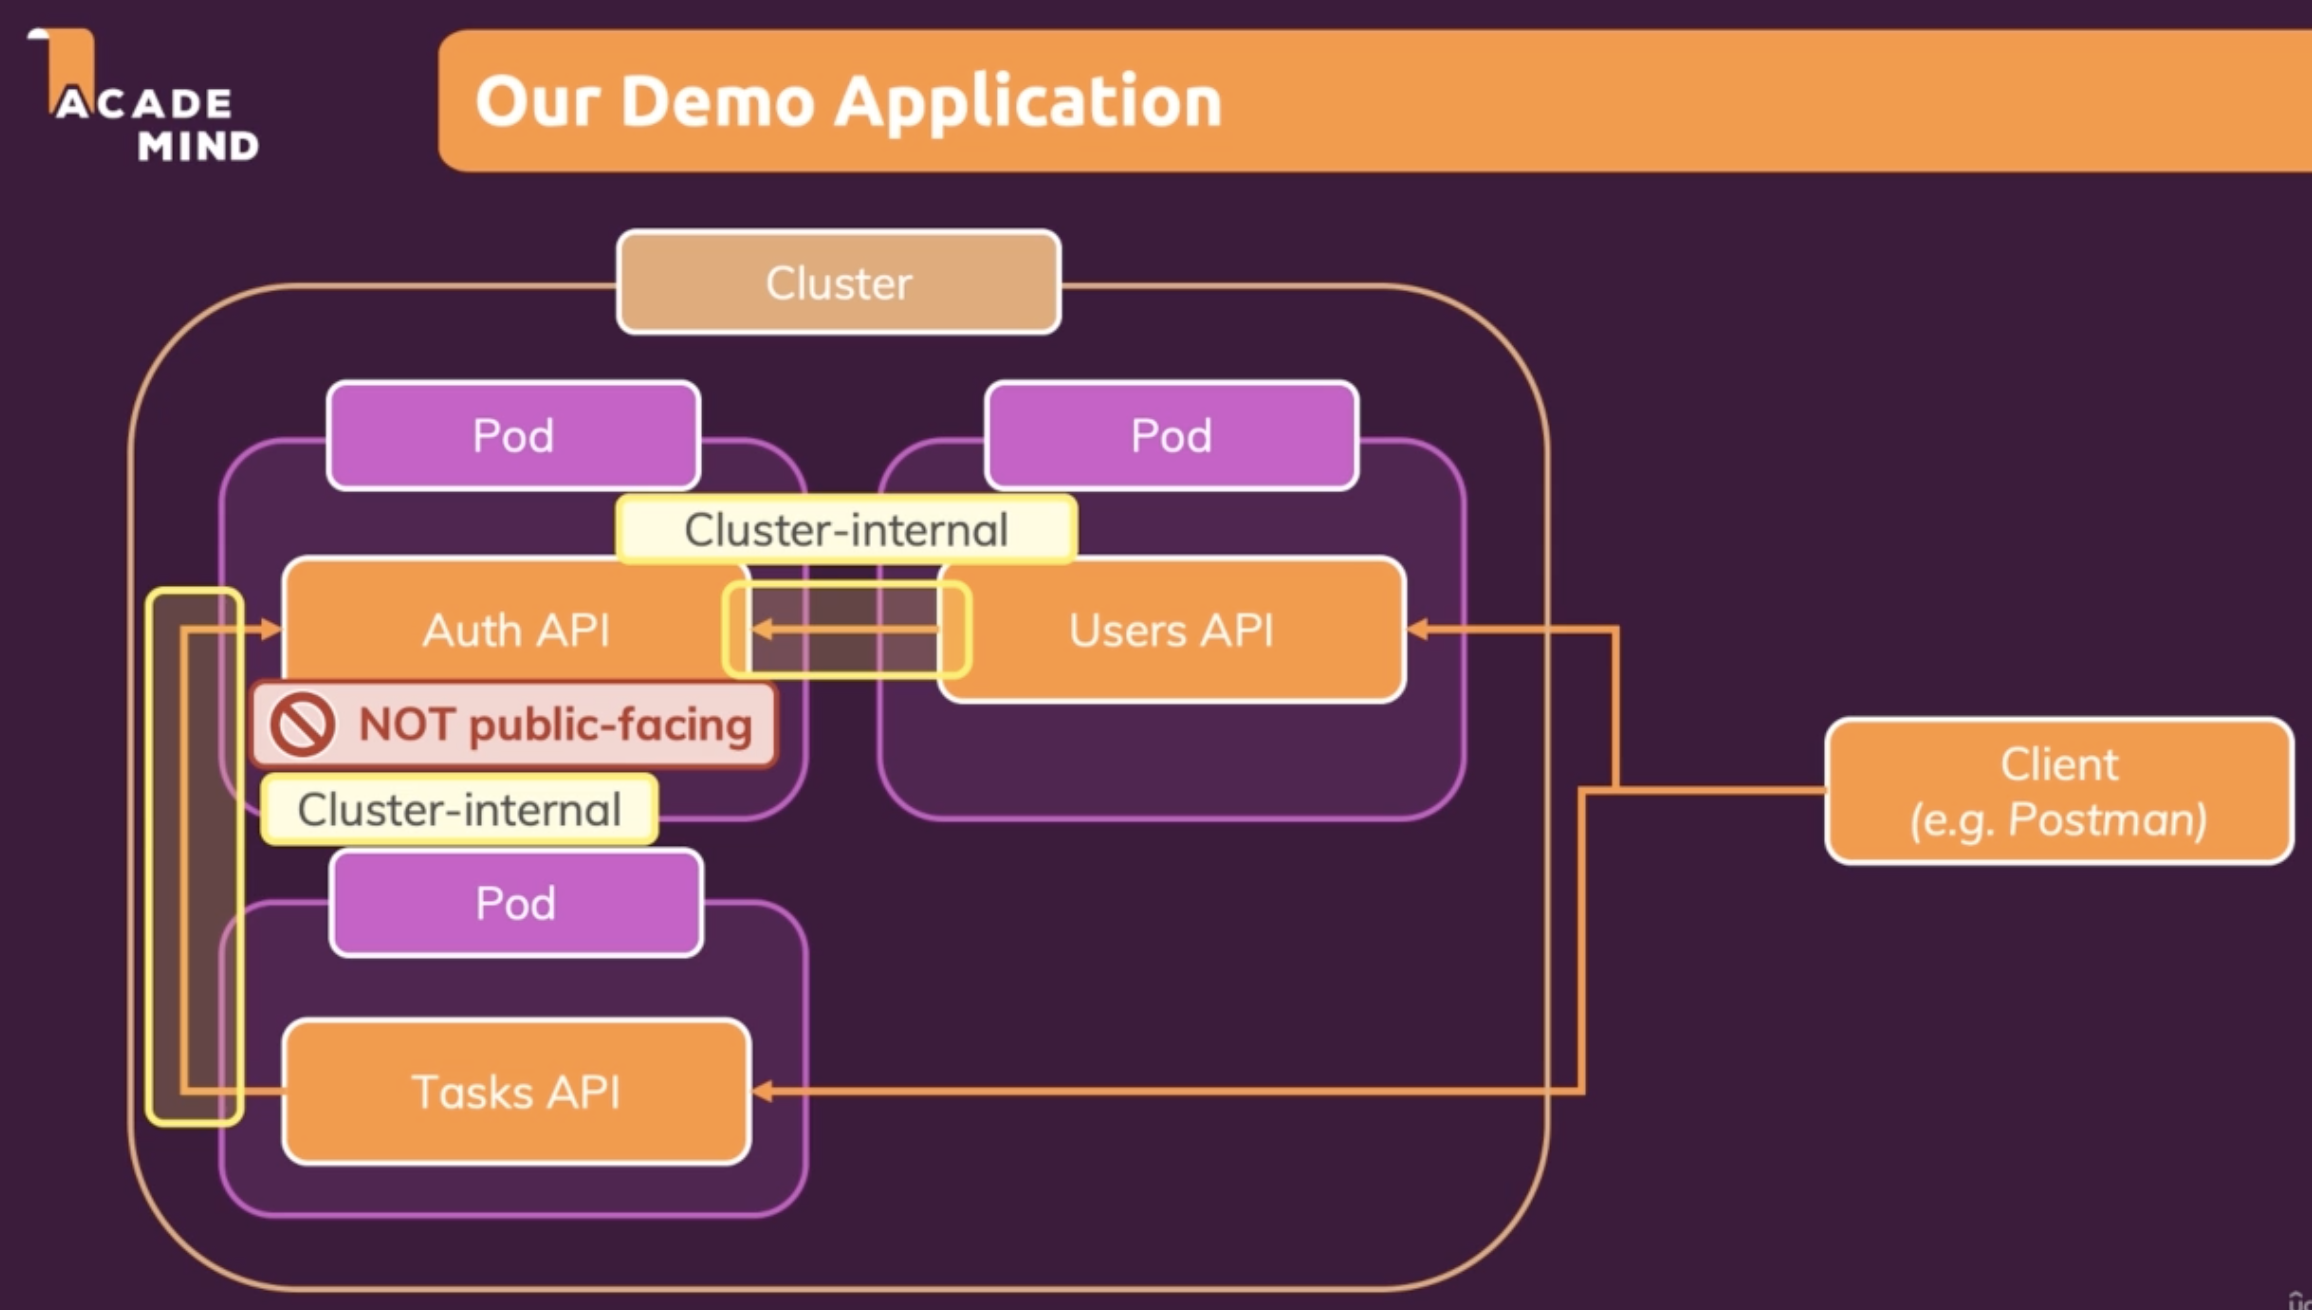 ACADE
MIND
Our Demo Application
Cluster
Pod
Pod
Cluster-internal
Auth API
Users API
NOT public-facing
Cluster-internal
Client
(e.g. Postman)
Pod
Tasks API